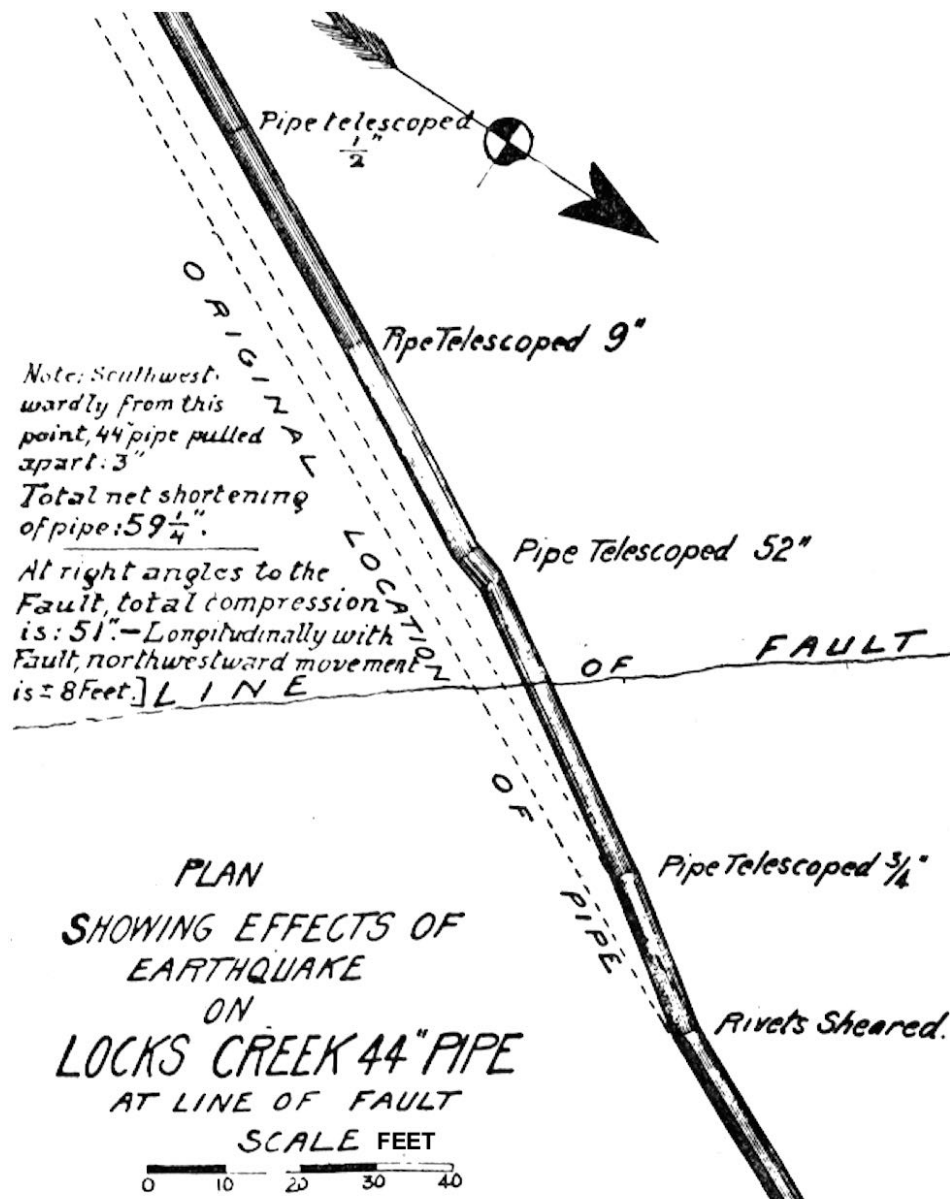 Pipe telescoped
1/2"
ORIGINAL LOCATION OF PIPE
Pipe Telescoped 9"
Note: Southwest-
wardly from this
point, 44" pipe pulled
apart: 3"
Total net shortening
of pipe: 59 1/4".
At right angles to the
Fault, total compression
is: 51". — Longitudinally with
Fault, northwestward movement
is ± 8 Feet.]
Pipe Telescoped 52"
LINE OF FAULT
Pipe Telescoped 3/4"
Rivets Sheared.
PLAN
SHOWING EFFECTS OF
EARTHQUAKE
ON
LOCKS CREEK 44" PIPE
AT LINE OF FAULT
SCALE FEET
0 10 20 30 40